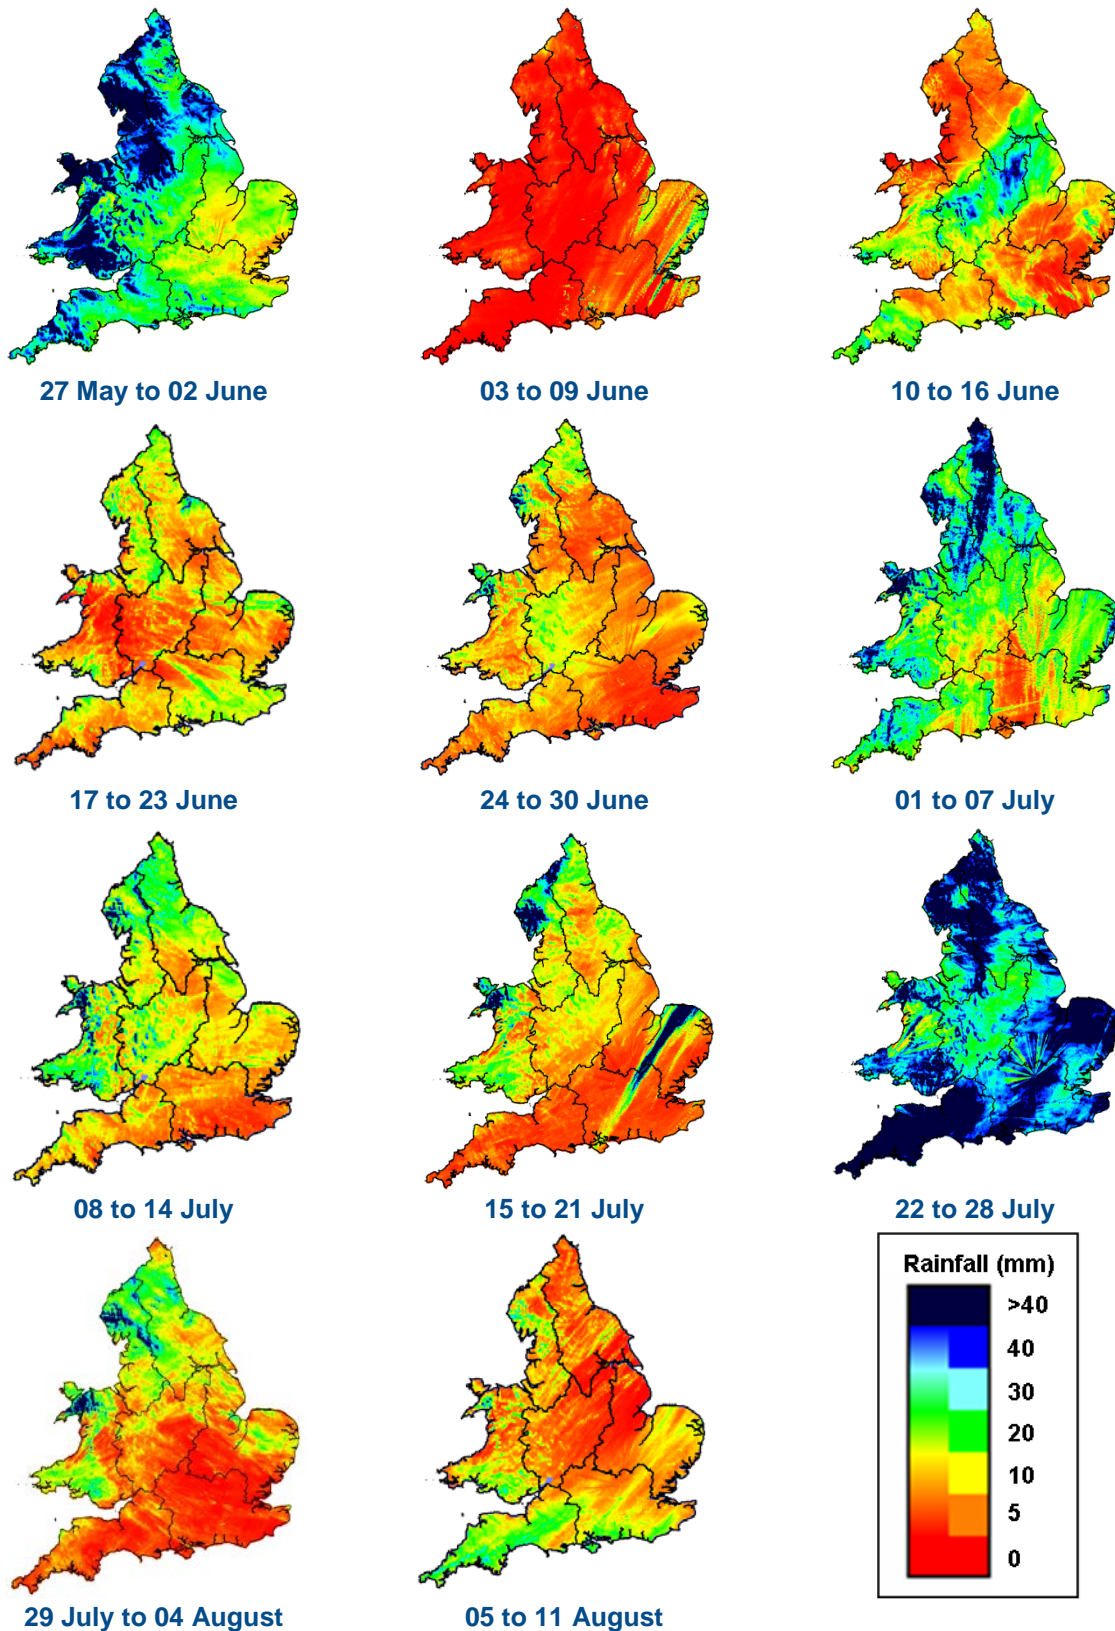 27 May to 02 June
03 to 09 June
10 to 16 June
17 to 23 June
24 to 30 June
01 to 07 July
08 to 14 July
15 to 21 July
22 to 28 July
29 July to 04 August
05 to 11 August
Rainfall (mm)
>40
40
30
20
10
5
0